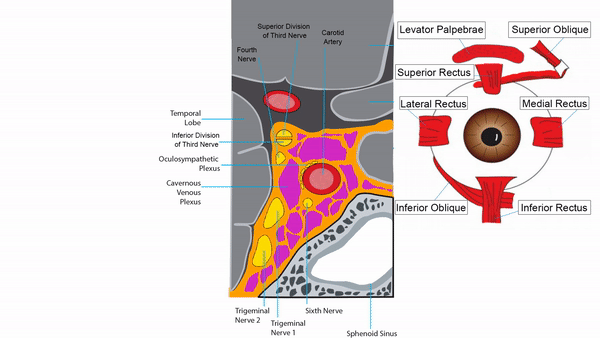 Superior Division
of Third Nerve
Carotid
Artery
Fourth
Nerve
Temporal
Lobe
Inferior Division
of Third Nerve
Oculosympathetic
Plexus
Cavernous
Venous
Plexus
Trigeminal
Nerve 2
Trigeminal
Nerve 1
Sixth Nerve
Sphenoid Sinus
Levator Palpebrae
Superior Oblique
Superior Rectus
Lateral Rectus
Medial Rectus
Inferior Oblique
Inferior Rectus